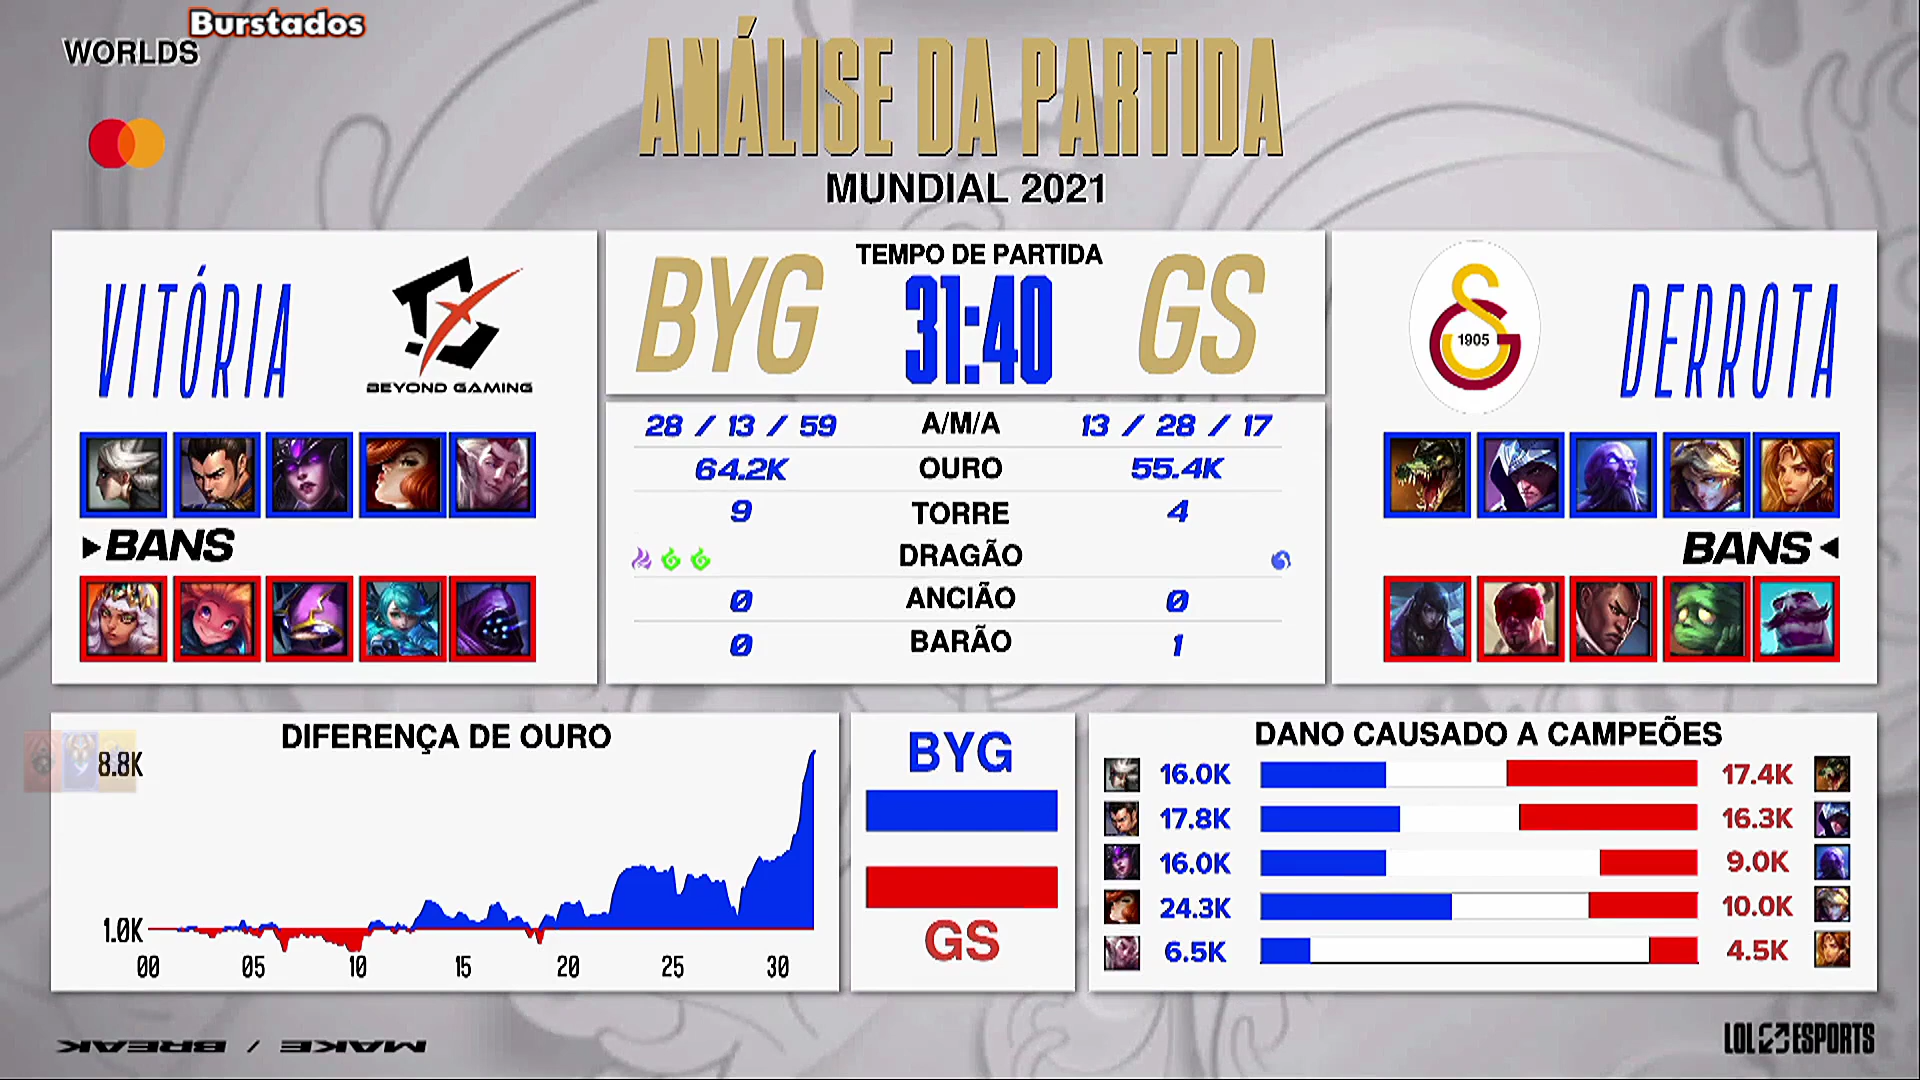 Burstados
WORLDS
ANÁLISE DA PARTIDA
MUNDIAL 2021
VITÓRIA
BEYOND GAMING
BANS
BYG
TEMPO DE PARTIDA
31:40
GS
28 / 13 / 59 A/M/A 13 / 28 / 17
64.2K OURO 55.4K
9 TORRE 4
DRAGÃO
0 ANCIÃO 0
0 BARÃO 1
1905
DERROTA
BANS
DIFERENÇA DE OURO
8.8K
1.0K
00 05 10 15 20 25 30
BYG
GS
DANO CAUSADO A CAMPEÕES
16.0K 17.4K
17.8K 16.3K
16.0K 9.0K
24.3K 10.0K
6.5K 4.5K
MAKE / BREAK
LOL ESPORTS